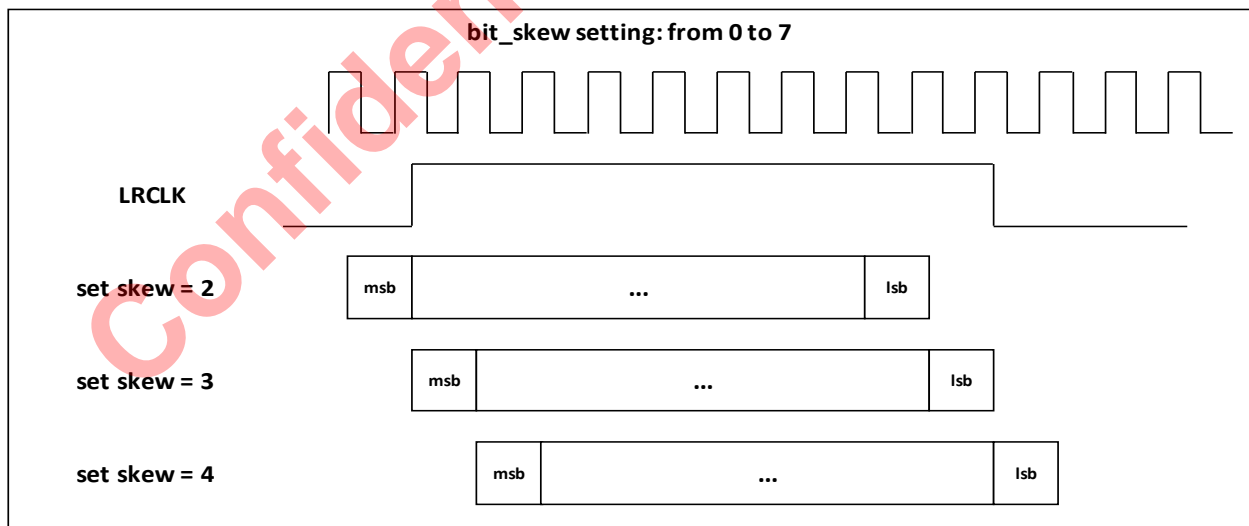 bit_skew setting: from 0 to 7
LRCLK
set skew = 2
msb
...
lsb
set skew = 3
msb
...
lsb
set skew = 4
msb
...
lsb
Confiden